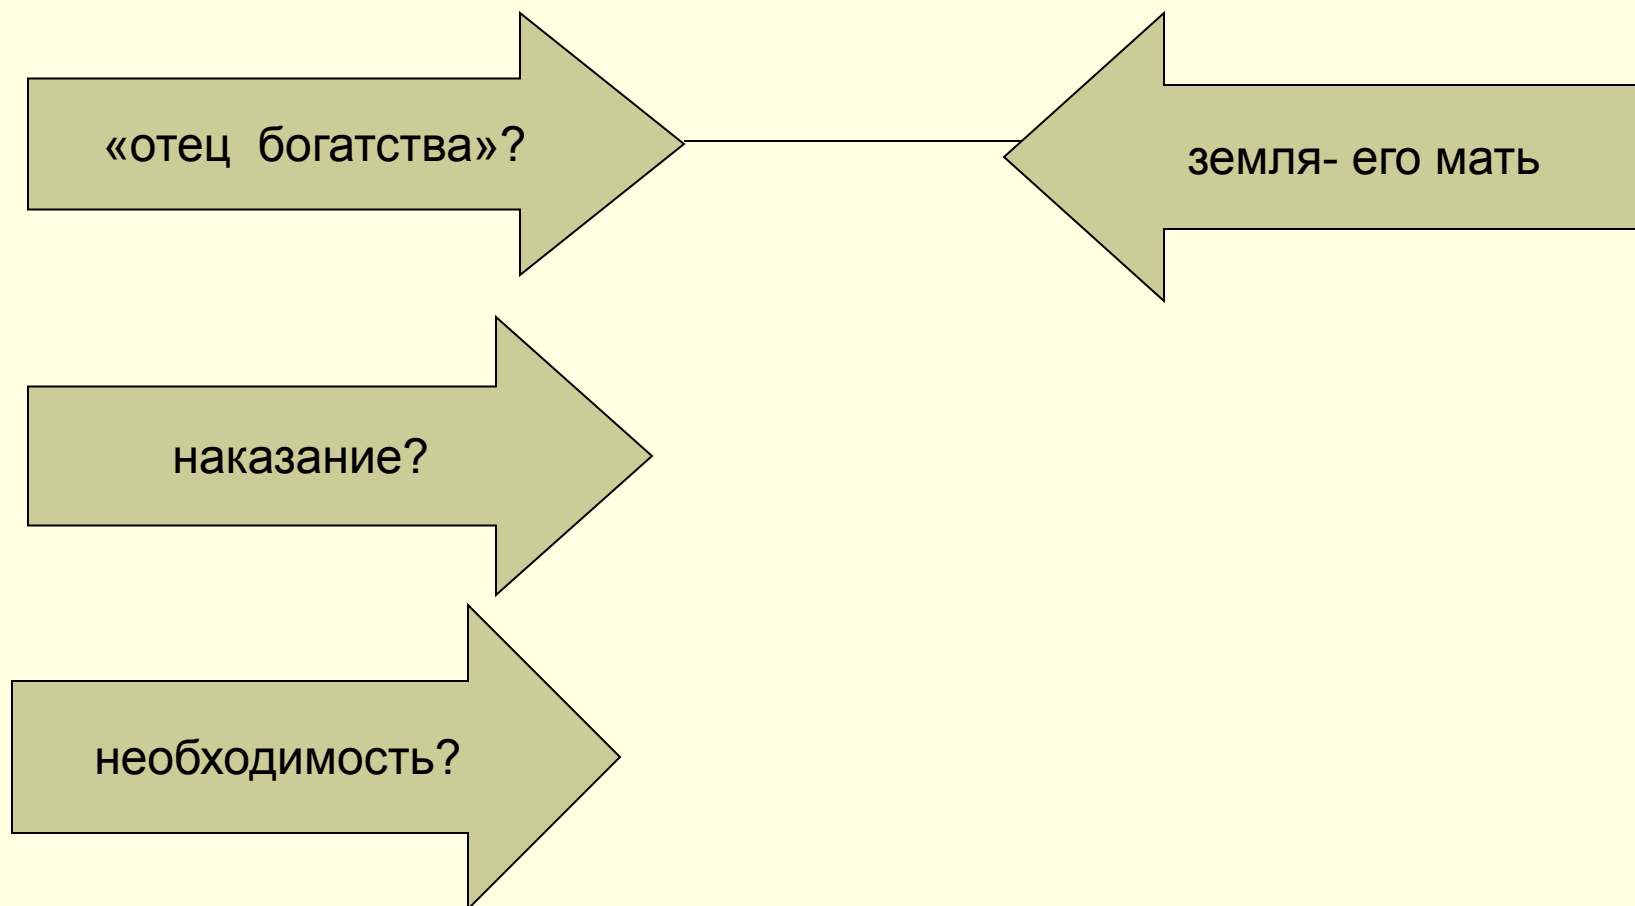 «отец богатства»?
земля- его мать
наказание?
необходимость?